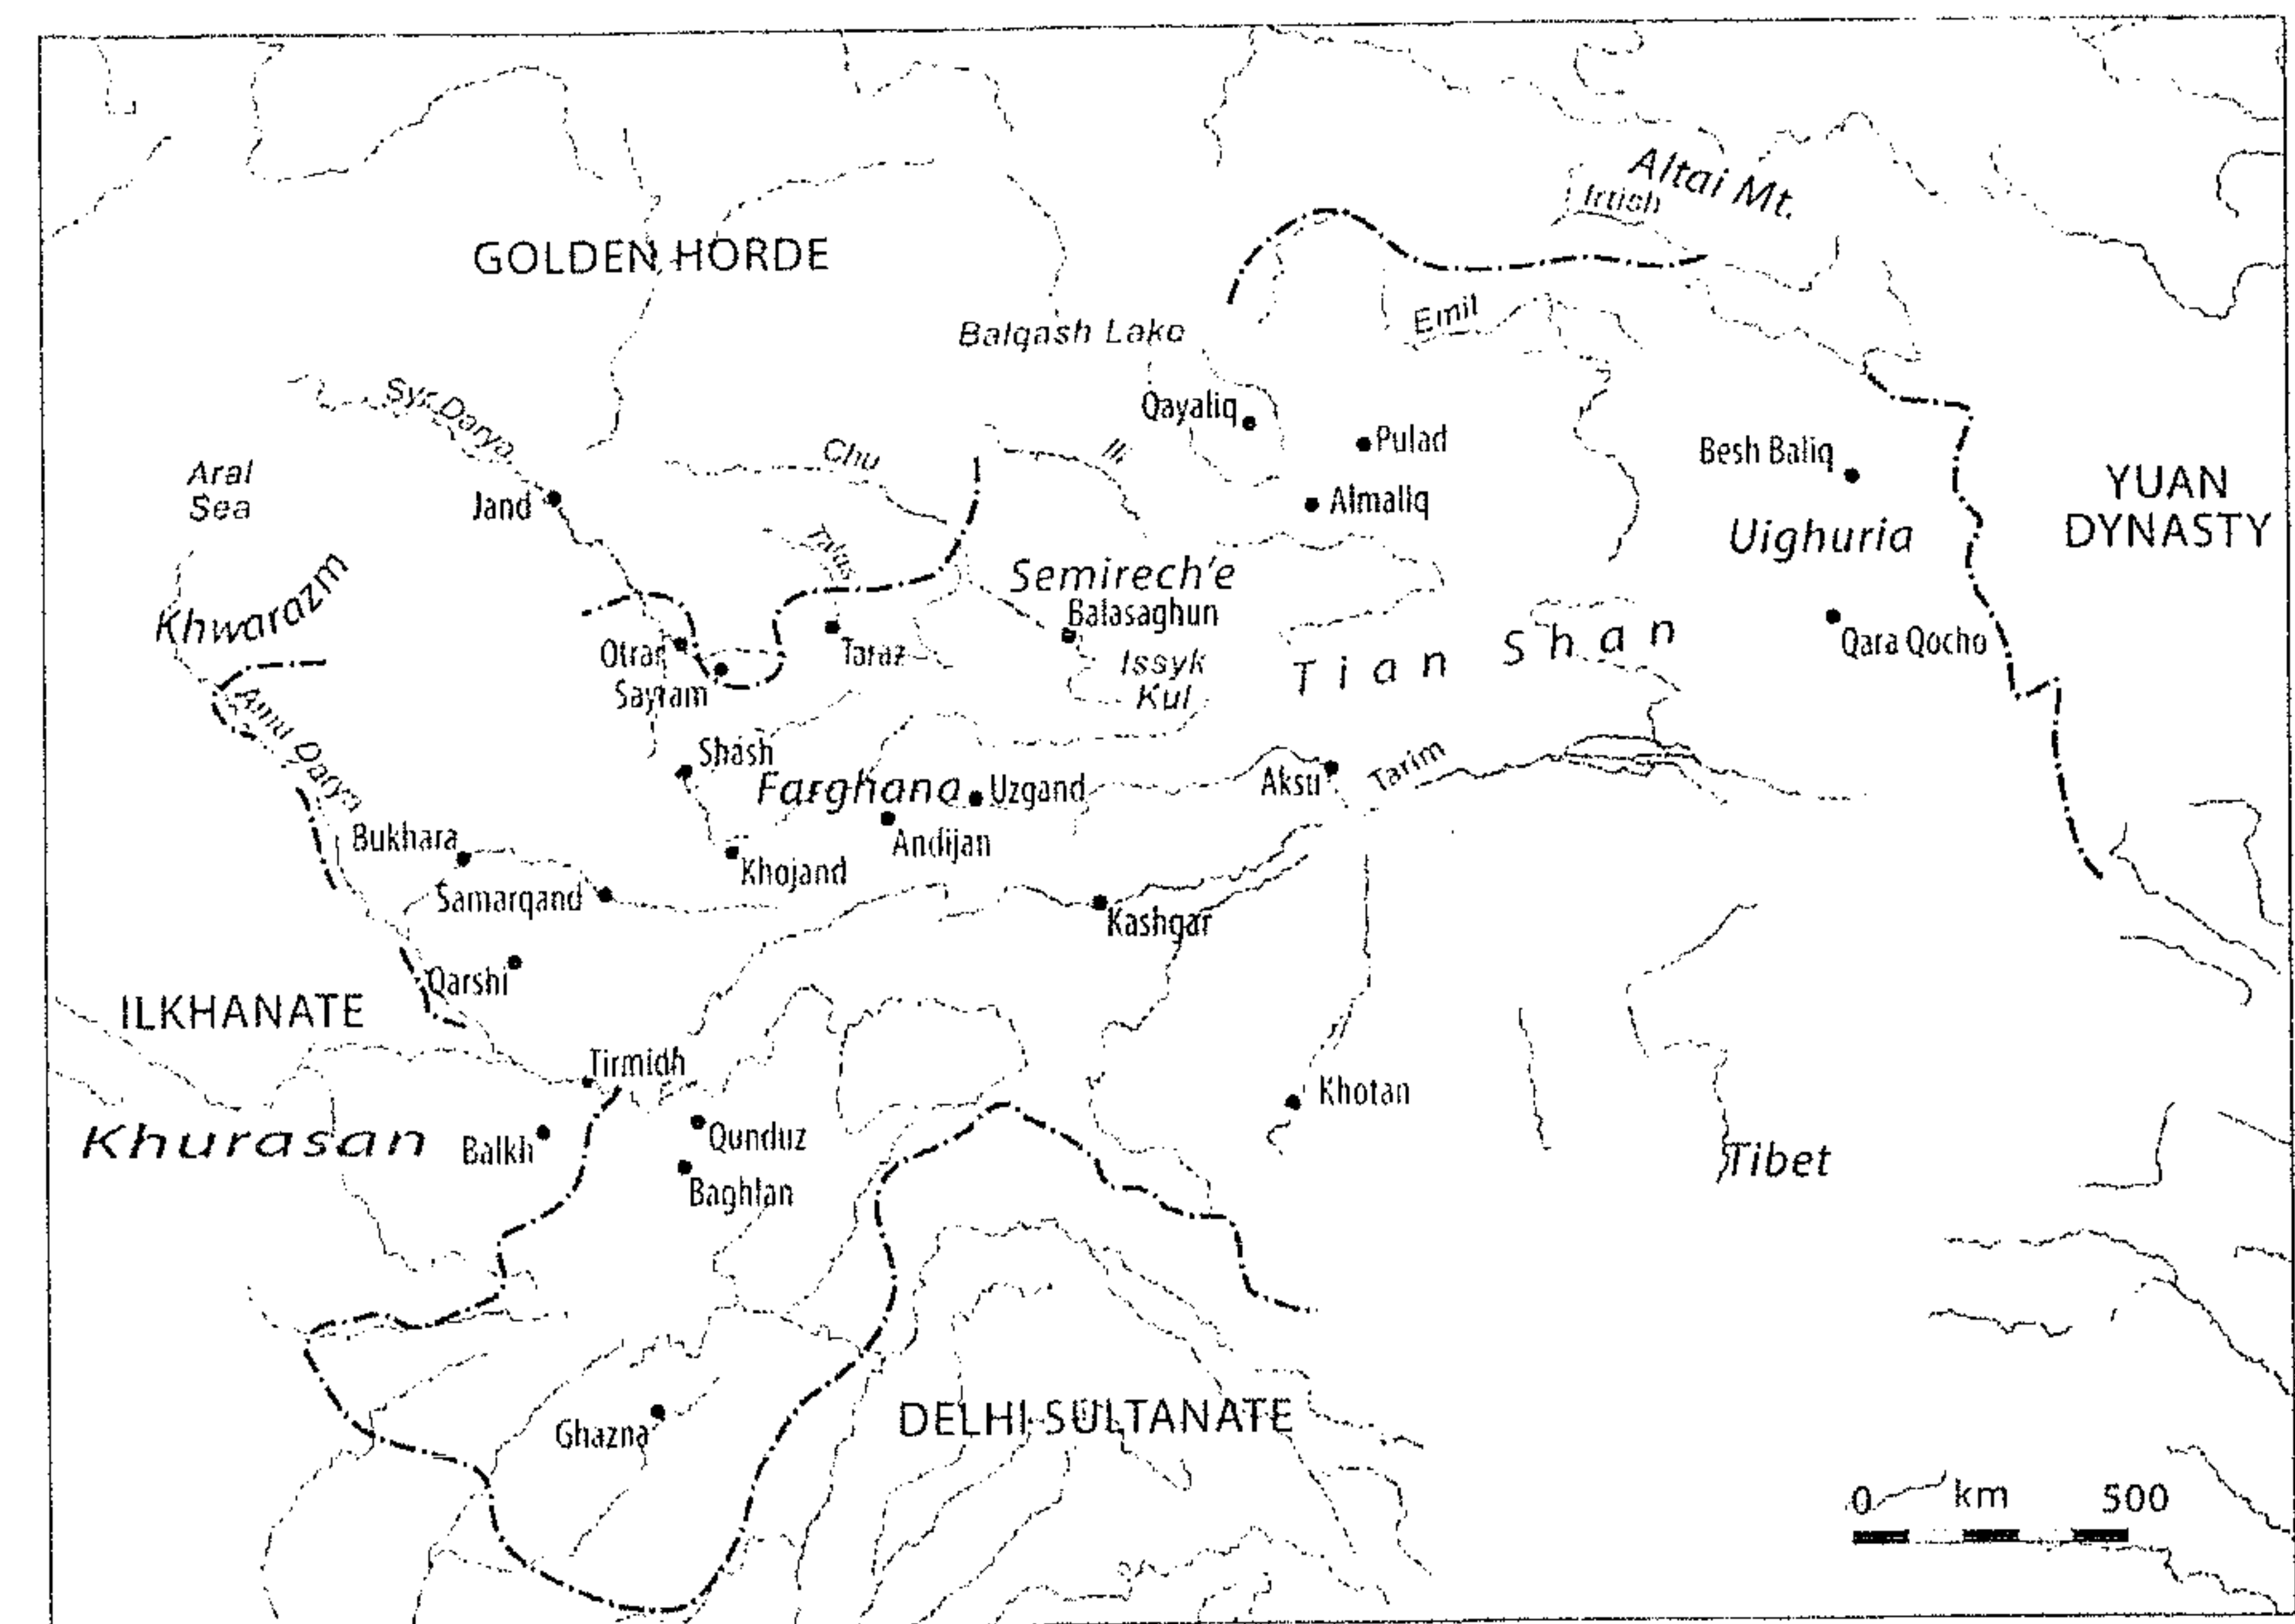 Altai Mt.
Irtish
GOLDEN HORDE
Emil
Balqash Lake
Syr Darya
Qayaliq
Pulad
Chu
Ili
Besh Baliq
Aral
Sea
YUAN
DYNASTY
Jand
Almaliq
Uighuria
Talas
Semirech'e
Khwarazm
Balasaghun
Otrar
Taraz
Sayram
Issyk
Kul
Tian Shan
Qara Qocho
Amu Darya
Shash
Farghana
Uzgand
Aksu
Tarim
Bukhara
Andijan
Khojand
Samarqand
Kashgar
Qarshi
ILKHANATE
Tirmidh
Khotan
Khurasan
Balkh
Qunduz
Baghlan
Tibet
DELHI SULTANATE
Ghazna
0 km 500